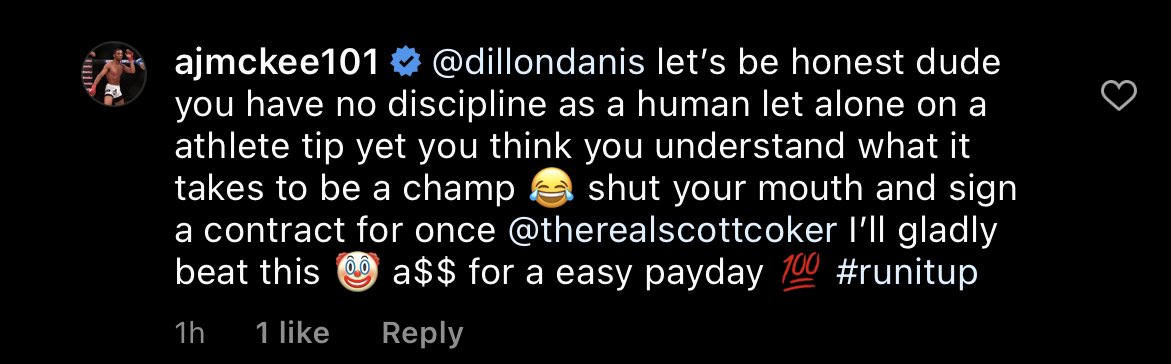 ajmckee101 @dillondanis let’s be honest dude
you have no discipline as a human let alone on a
athlete tip yet you think you understand what it
takes to be a champ 😂 shut your mouth and sign
a contract for once @therealscottcoker I’ll gladly
beat this 🤡 a$$ for a easy payday 💯 #runitup
1h 1 like Reply